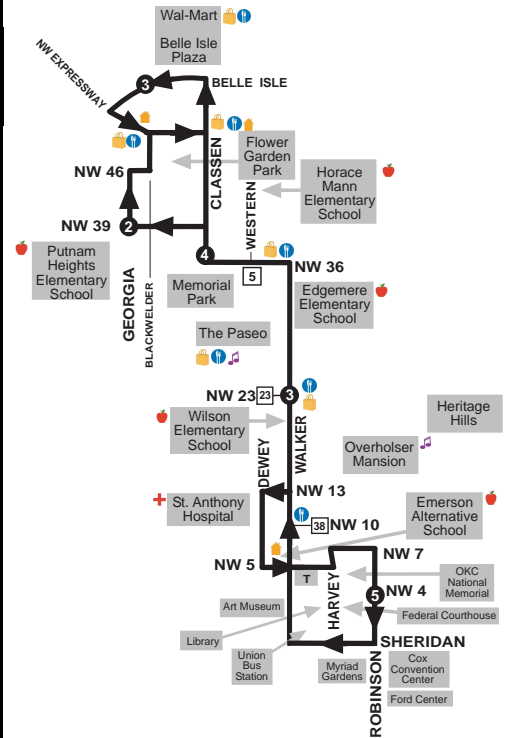 Wal-Mart
Belle Isle
Plaza
NW EXPRESSWAY
3
BELLE ISLE
CLASSEN
Flower
Garden
Park
WESTERN
Horace
Mann
Elementary
School
NW 46
NW 39
2
4
5
NW 36
Putnam
Heights
Elementary
School
GEORGIA
BLACKWELDER
Memorial
Park
Edgemere
Elementary
School
The Paseo
NW 23
23
3
Wilson
Elementary
School
DEWEY
WALKER
Heritage
Hills
Overholser
Mansion
NW 13
St. Anthony
Hospital
38
NW 10
Emerson
Alternative
School
NW 5
T
NW 7
HARVEY
OKC
National
Memorial
5
NW 4
Art Museum
Federal Courthouse
Library
Union
Bus
Station
SHERIDAN
Myriad
Gardens
ROBINSON
Cox
Convention
Center
Ford Center